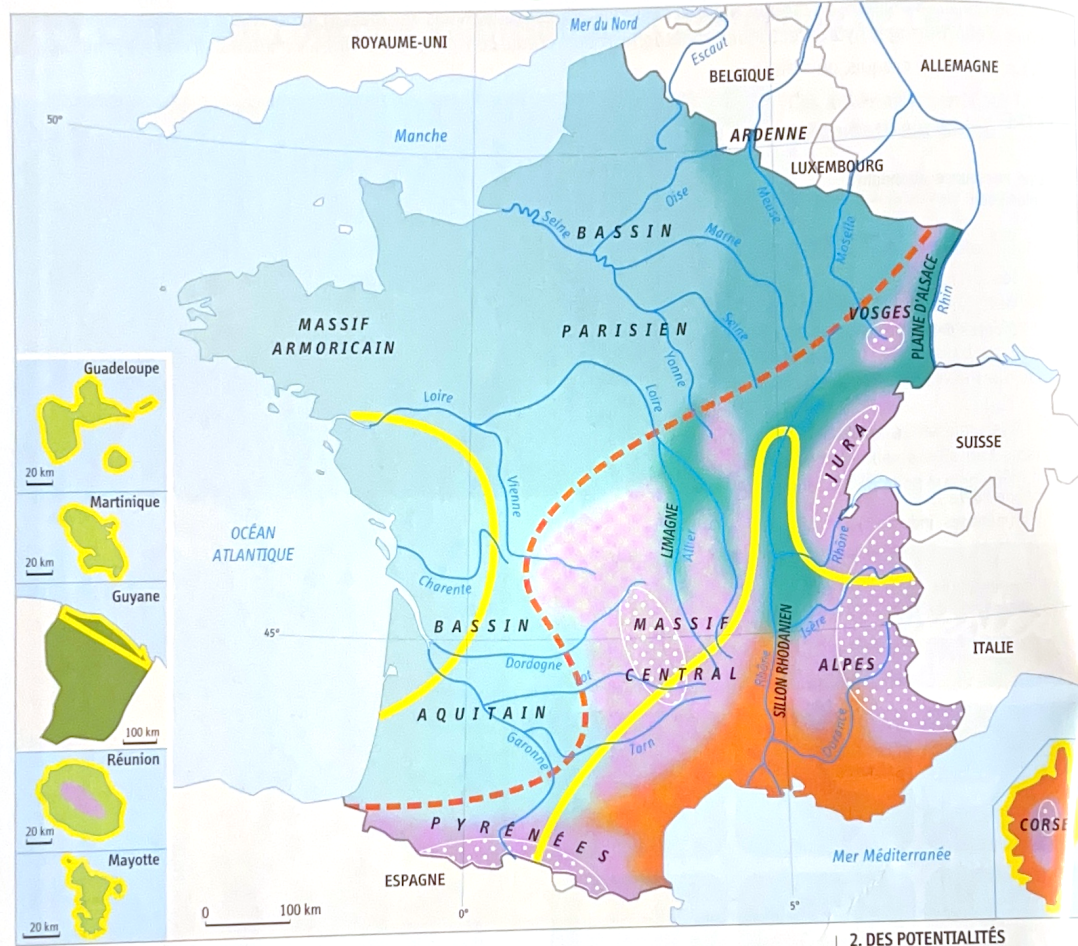 Mer du Nord
ROYAUME-UNI
Escaut
BELGIQUE
ALLEMAGNE
50°
Manche
ARDENNE
LUXEMBOURG
Oise
Meuse
Moselle
Seine
BASSIN
Marne
PLAINE D'ALSACE
Rhin
VOSGES
MASSIF
ARMORICAIN
PARISIEN
Seine
Yonne
Guadeloupe
20 km
Loire
Loire
JURA
SUISSE
Martinique
20 km
Vienne
OCÉAN
ATLANTIQUE
LIMAGNE
Allier
Rhône
Charente
Guyane
100 km
45°
BASSIN
MASSIF
Isère
SILLON RHODANIEN
ITALIE
Dordogne
Lot
CENTRAL
Rhône
ALPES
AQUITAIN
Garonne
Tarn
Durance
Réunion
20 km
PYRÉNÉES
CORSE
Mayotte
20 km
Mer Méditerranée
ESPAGNE
0 100 km
0°
5°
2. DES POTENTIALITÉS